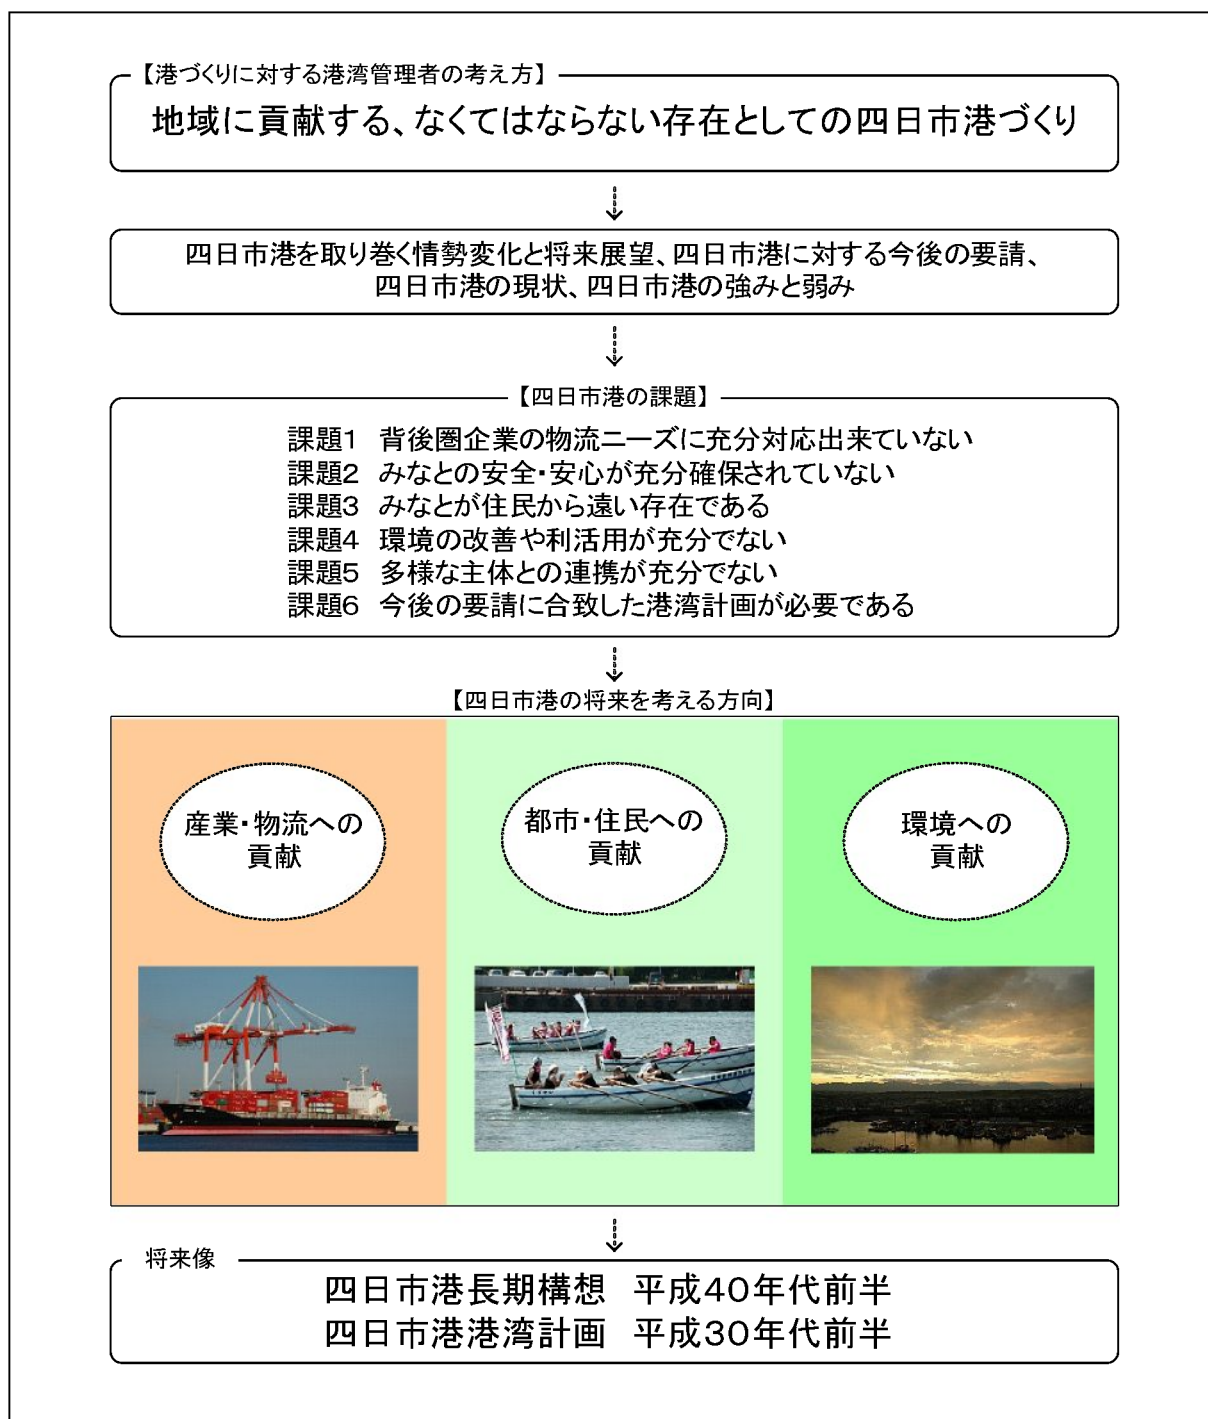 【港づくりに対する港湾管理者の考え方】
地域に貢献する、なくてはならない存在としての四日市港づくり
四日市港を取り巻く情勢変化と将来展望、四日市港に対する今後の要請、
四日市港の現状、四日市港の強みと弱み
【四日市港の課題】
課題1 背後圏企業の物流ニーズに充分対応出来ていない
課題2 みなとの安全・安心が充分確保されていない
課題3 みなとが住民から遠い存在である
課題4 環境の改善や利活用が充分でない
課題5 多様な主体との連携が充分でない
課題6 今後の要請に合致した港湾計画が必要である
【四日市港の将来を考える方向】
産業・物流への
貢献
都市・住民への
貢献
環境への
貢献
将来像
四日市港長期構想 平成40年代前半
四日市港港湾計画 平成30年代前半